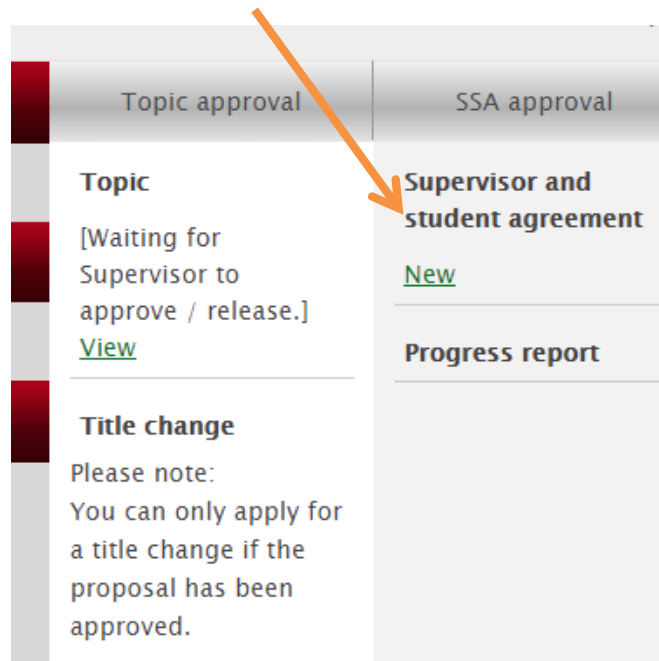 Topic approval
SSA approval
Topic
[Waiting for
Supervisor to
approve / release.]
View
Title change
Please note:
You can only apply for
a title change if the
proposal has been
approved.
Supervisor and
student agreement
New
Progress report